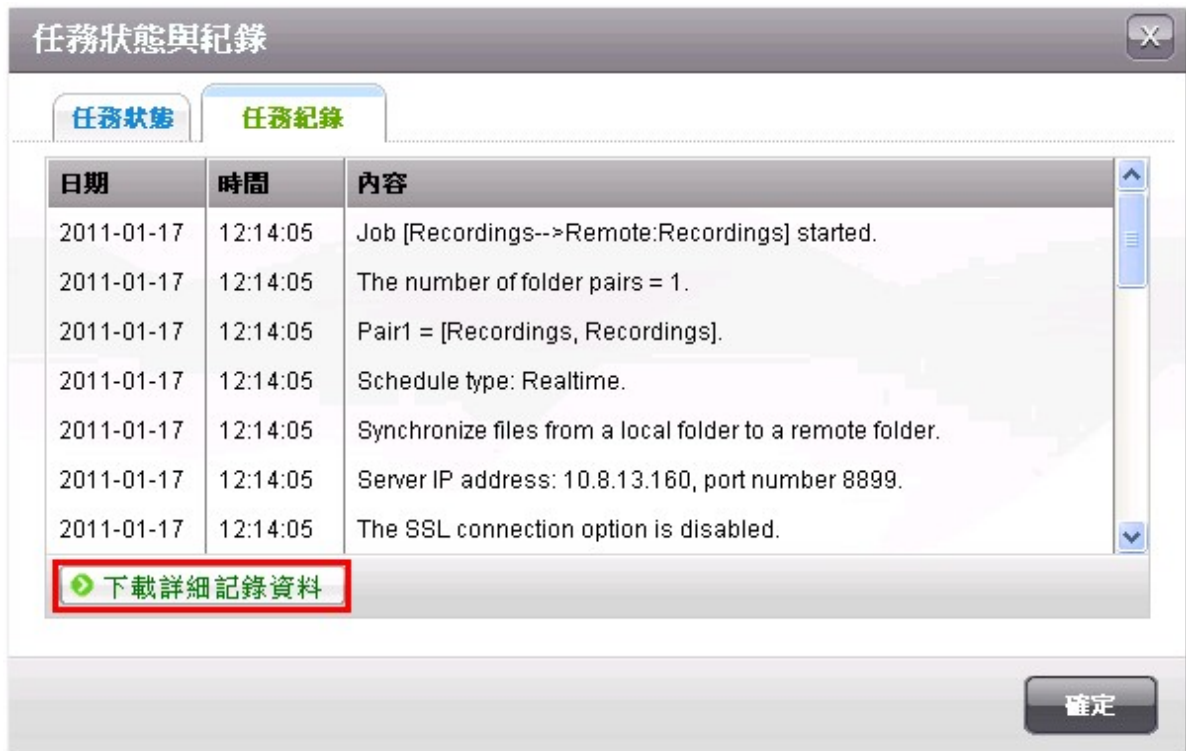 任務狀態與紀錄
X
任務狀態 任務紀錄
日期 時間 內容
2011-01-17 12:14:05 Job [Recordings-->Remote:Recordings] started.
2011-01-17 12:14:05 The number of folder pairs = 1.
2011-01-17 12:14:05 Pair1 = [Recordings, Recordings].
2011-01-17 12:14:05 Schedule type: Realtime.
2011-01-17 12:14:05 Synchronize files from a local folder to a remote folder.
2011-01-17 12:14:05 Server IP address: 10.8.13.160, port number 8899.
2011-01-17 12:14:05 The SSL connection option is disabled.
下載詳細記錄資料
確定